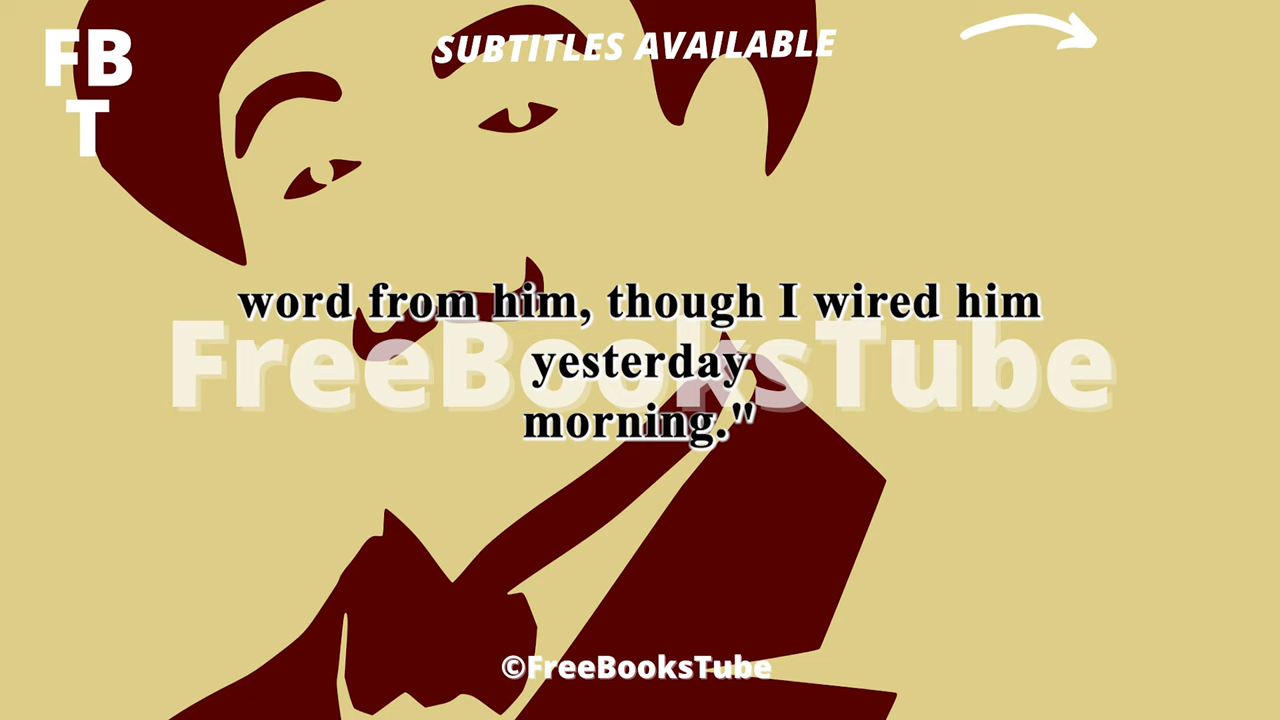 FB
T
SUBTITLES AVAILABLE
word from him, though I wired him
yesterday
FreeBooksTube
morning."
©FreeBooksTube